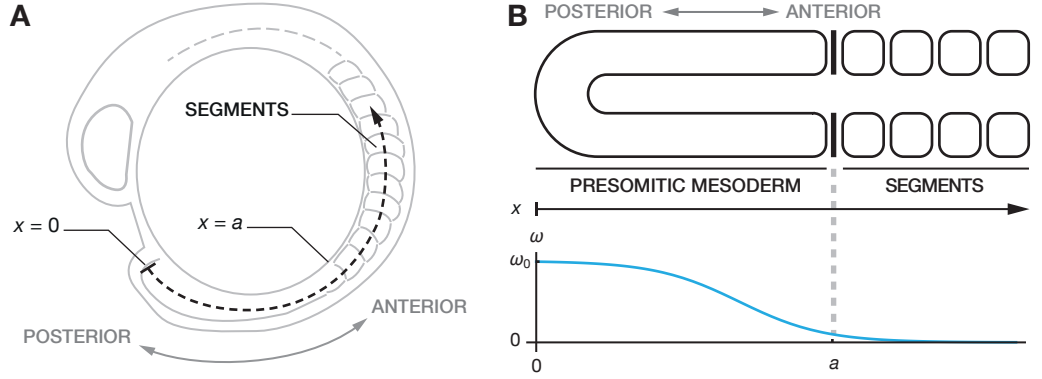 A
SEGMENTS
x = 0
x = a
POSTERIOR
ANTERIOR
B
POSTERIOR ANTERIOR
PRESOMITIC MESODERM SEGMENTS
x
ω
ω0
0
0 a